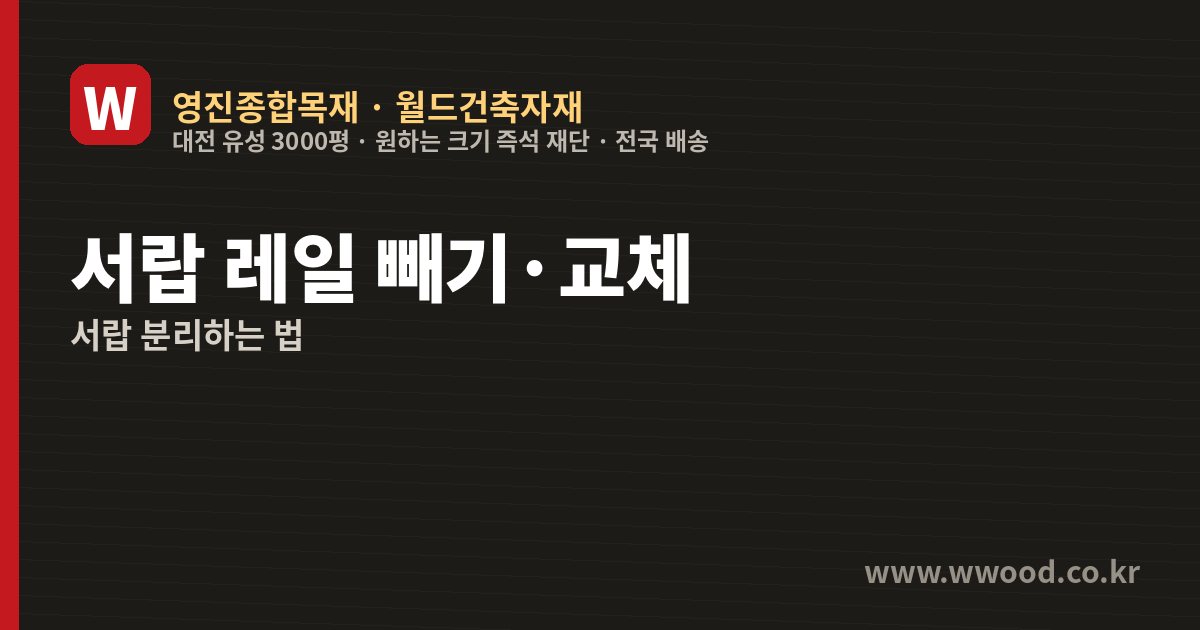 W
영진종합목재 · 월드건축자재
대전 유성 3000평 · 원하는 크기 즉석 재단 · 전국 배송
서랍 레일 빼기·교체
서랍 분리하는 법
www.wwood.co.kr